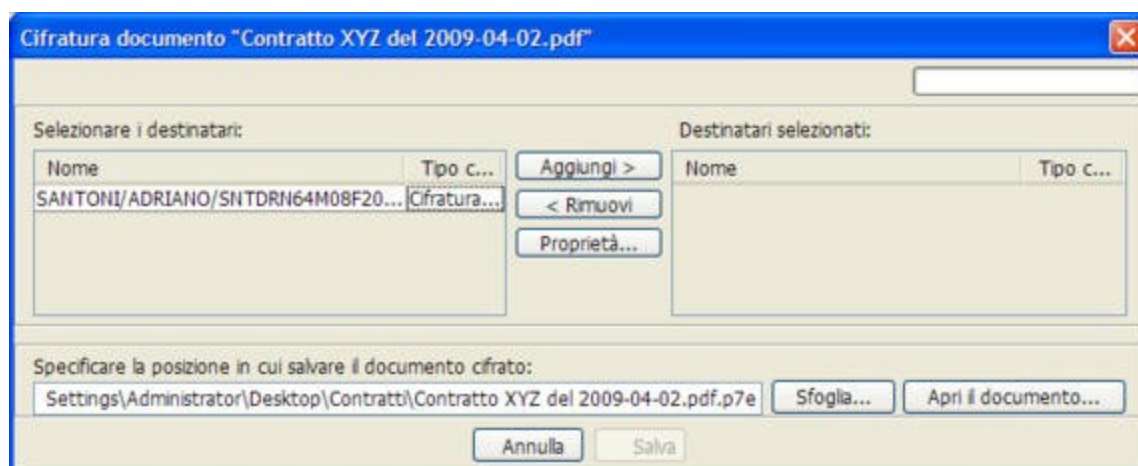 Cifratura documento "Contratto XYZ del 2009-04-02.pdf"
Selezionare i destinatari:
Destinatari selezionati:
Nome Tipo c... Aggiungi > Nome Tipo c...
SANTONI/ADRIANO/SNTDRN64M08F20... Cifratura... < Rimuovi
Proprietà...
Specificare la posizione in cui salvare il documento cifrato:
Settings\Administrator\Desktop\Contratti\Contratto XYZ del 2009-04-02.pdf.p7e Sfoglia... Apri il documento...
Annulla Salva